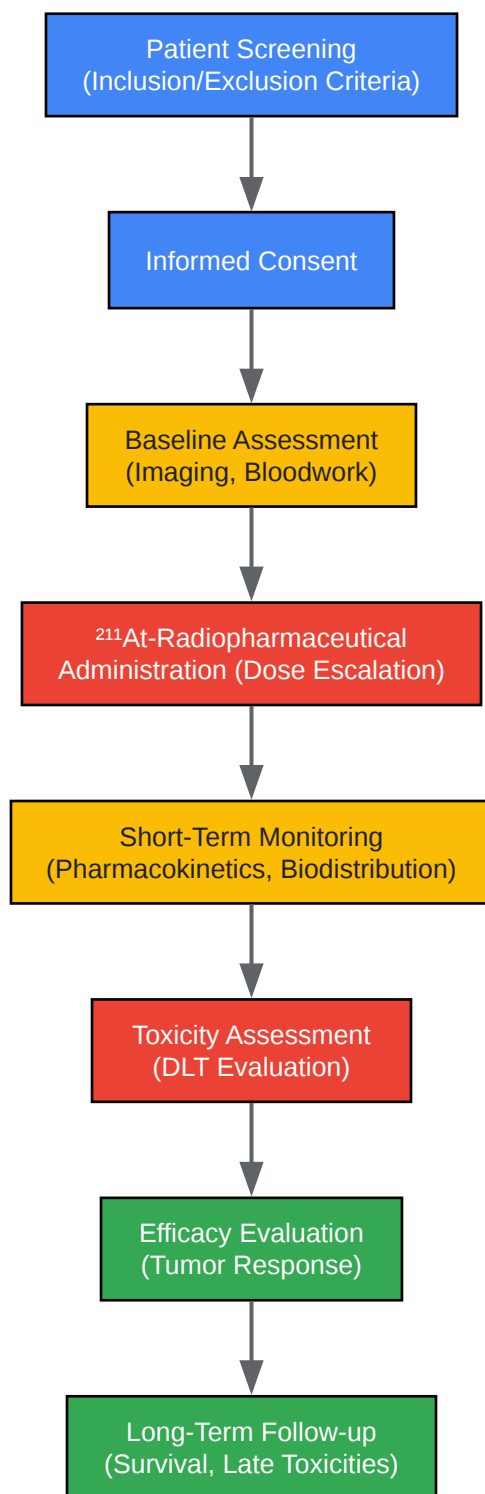 Patient Screening
(Inclusion/Exclusion Criteria)
Informed Consent
Baseline Assessment
(Imaging, Bloodwork)
²¹¹At-Radiopharmaceutical
Administration (Dose Escalation)
Short-Term Monitoring
(Pharmacokinetics, Biodistribution)
Toxicity Assessment
(DLT Evaluation)
Efficacy Evaluation
(Tumor Response)
Long-Term Follow-up
(Survival, Late Toxicities)